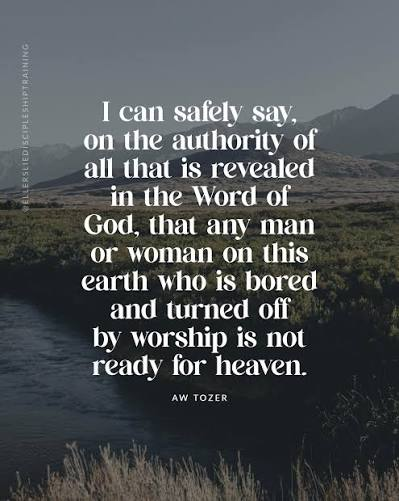 @ELLERSLIEDISCIPLESHIPTRAINING
I can safely say,
on the authority of
all that is revealed
in the Word of
God, that any man
or woman on this
earth who is bored
and turned off
by worship is not
ready for heaven.
AW TOZER